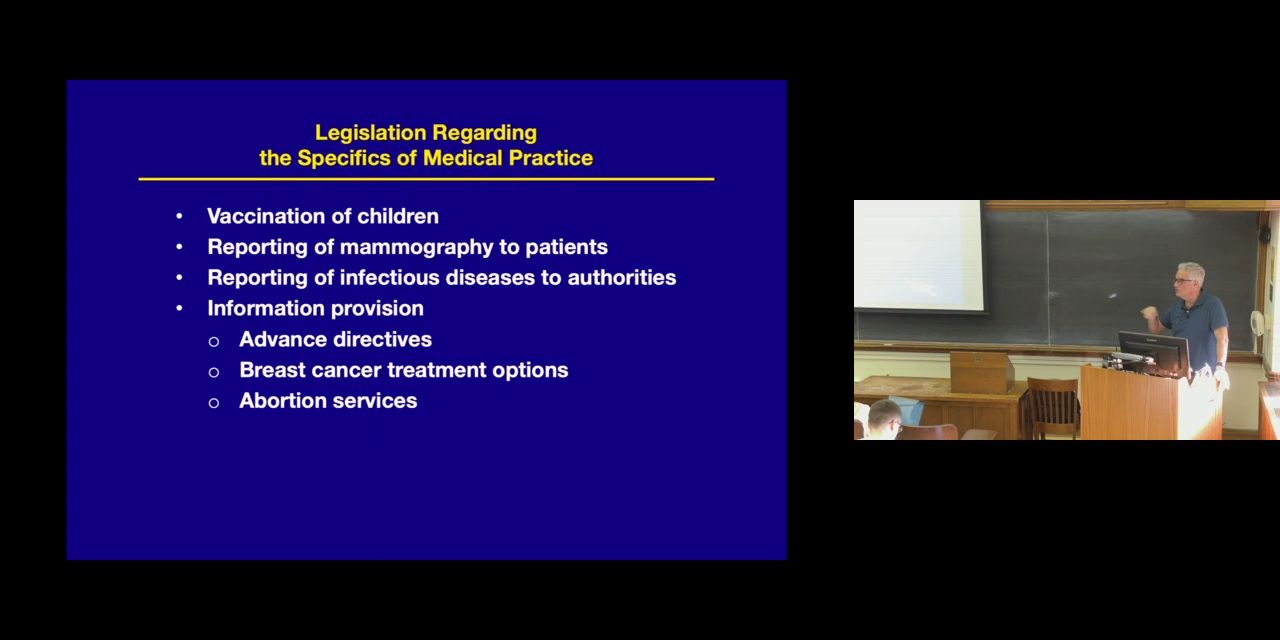 Legislation Regarding
the Specifics of Medical Practice
• Vaccination of children
• Reporting of mammography to patients
• Reporting of infectious diseases to authorities
• Information provision
o Advance directives
o Breast cancer treatment options
o Abortion services